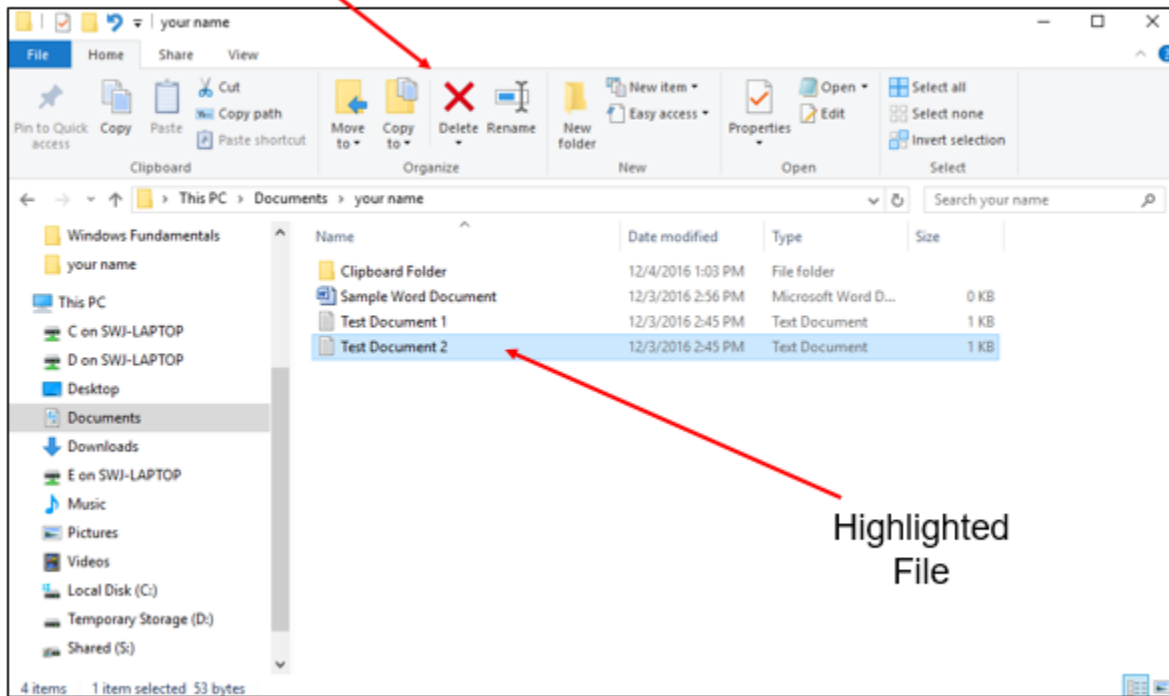 your name
File Home Share View
Pin to Quick access
Copy
Paste
Cut
Copy path
Paste shortcut
Clipboard
Move to
Copy to
Delete
Rename
Organize
New folder
New item
Easy access
New
Properties
Open
Edit
Open
Select all
Select none
Invert selection
Select
This PC > Documents > your name
Search your name
Windows Fundamentals
your name
This PC
C on SWJ-LAPTOP
D on SWJ-LAPTOP
Desktop
Documents
Downloads
E on SWJ-LAPTOP
Music
Pictures
Videos
Local Disk (C:)
Temporary Storage (D:)
Shared (S:)
Name Date modified Type Size
Clipboard Folder 12/4/2016 1:03 PM File folder
Sample Word Document 12/3/2016 2:56 PM Microsoft Word D... 0 KB
Test Document 1 12/3/2016 2:45 PM Text Document 1 KB
Test Document 2 12/3/2016 2:45 PM Text Document 1 KB
Highlighted
File
4 items 1 item selected 53 bytes